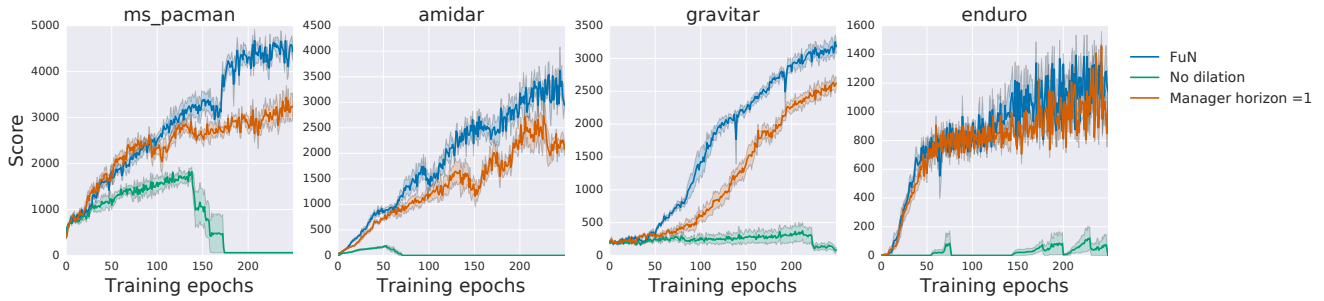 ms_pacman amidar gravitar enduro
Score
5000
4000
3000
2000
1000
0
0 50 100 150 200
Training epochs
4500
4000
3500
3000
2500
2000
1500
1000
500
0
0 50 100 150 200
Training epochs
3500
3000
2500
2000
1500
1000
500
0
0 50 100 150 200
Training epochs
1600
1400
1200
1000
800
600
400
200
0
0 50 100 150 200
Training epochs
FuN
No dilation
Manager horizon =1